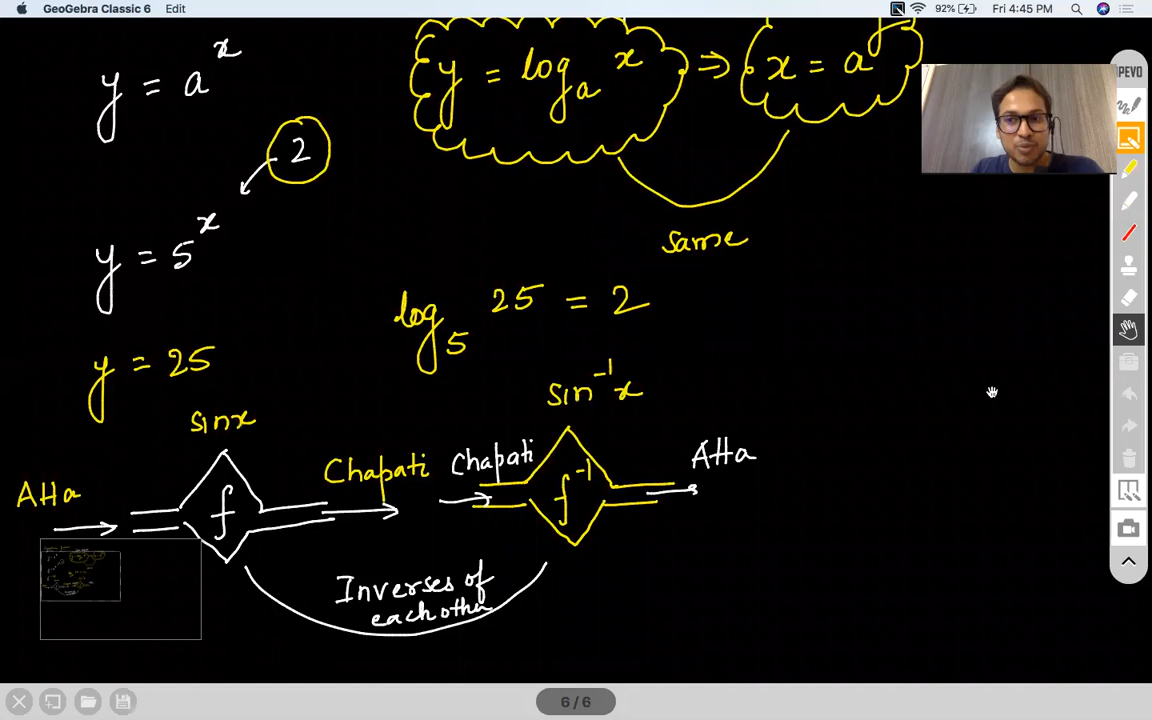 GeoGebra Classic 6 Edit
92% Fri 4:45 PM
y = a^x
y = log_a x ⇒ x = a^y
2
y = 5^x
same
log_5 25 = 2
y = 25
sin x
sin^-1 x
Atta
f
Chapati
Chapati
f^-1
Atta
Inverses of
each other
6 / 6